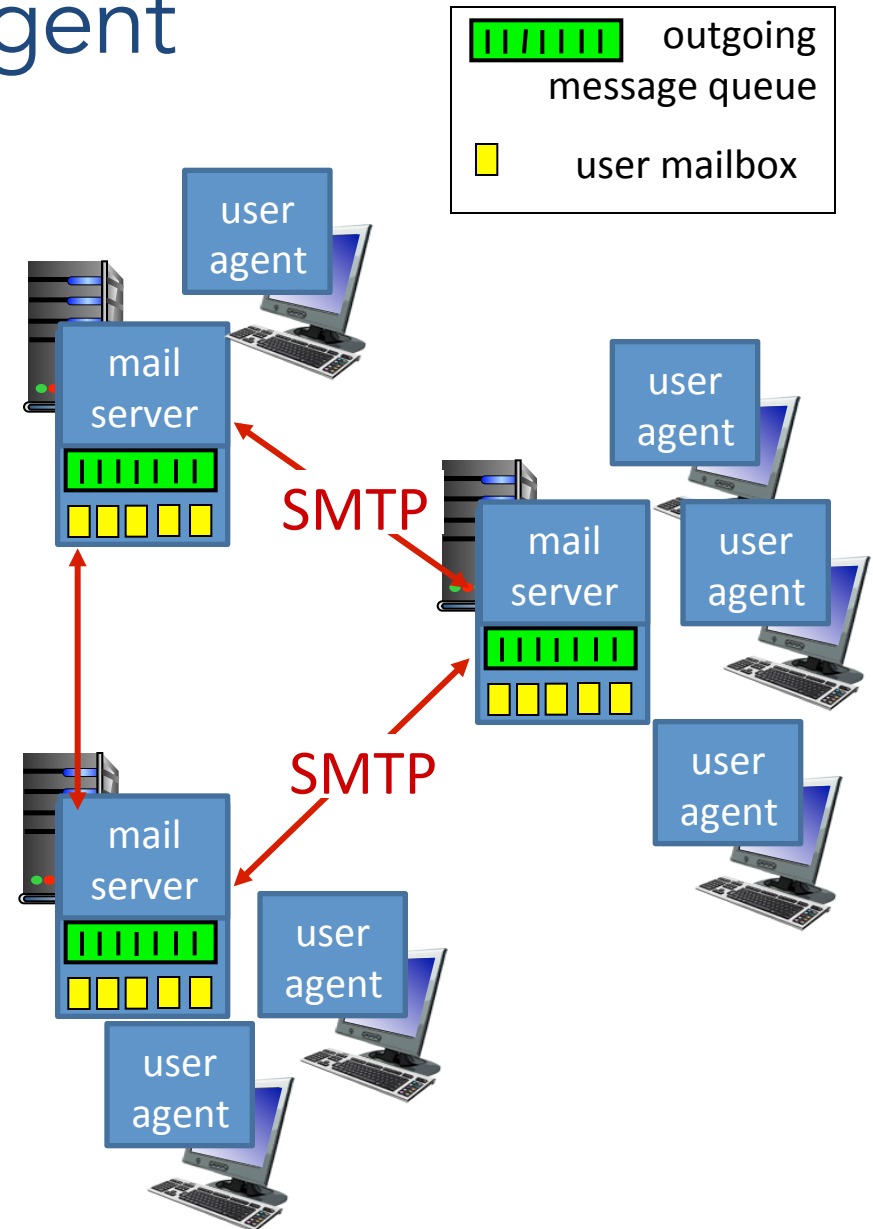 gent
outgoing
message queue
user mailbox
user
agent
mail
server
SMTP
user
agent
mail
server
user
agent
user
agent
SMTP
mail
server
user
agent
user
agent